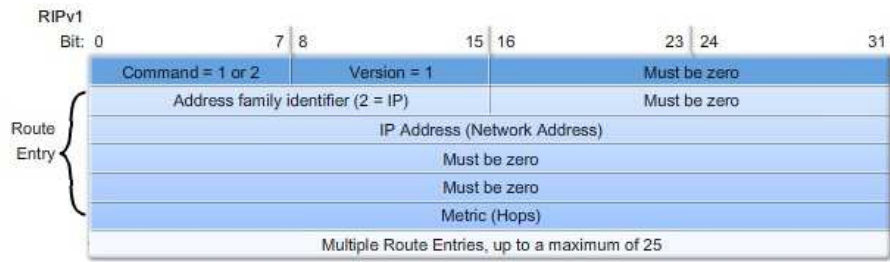 RIPv1
Bit: 0 7 8 15 16 23 24 31
Command = 1 or 2 Version = 1 Must be zero
Address family identifier (2 = IP) Must be zero
Route Entry
IP Address (Network Address)
Must be zero
Must be zero
Metric (Hops)
Multiple Route Entries, up to a maximum of 25